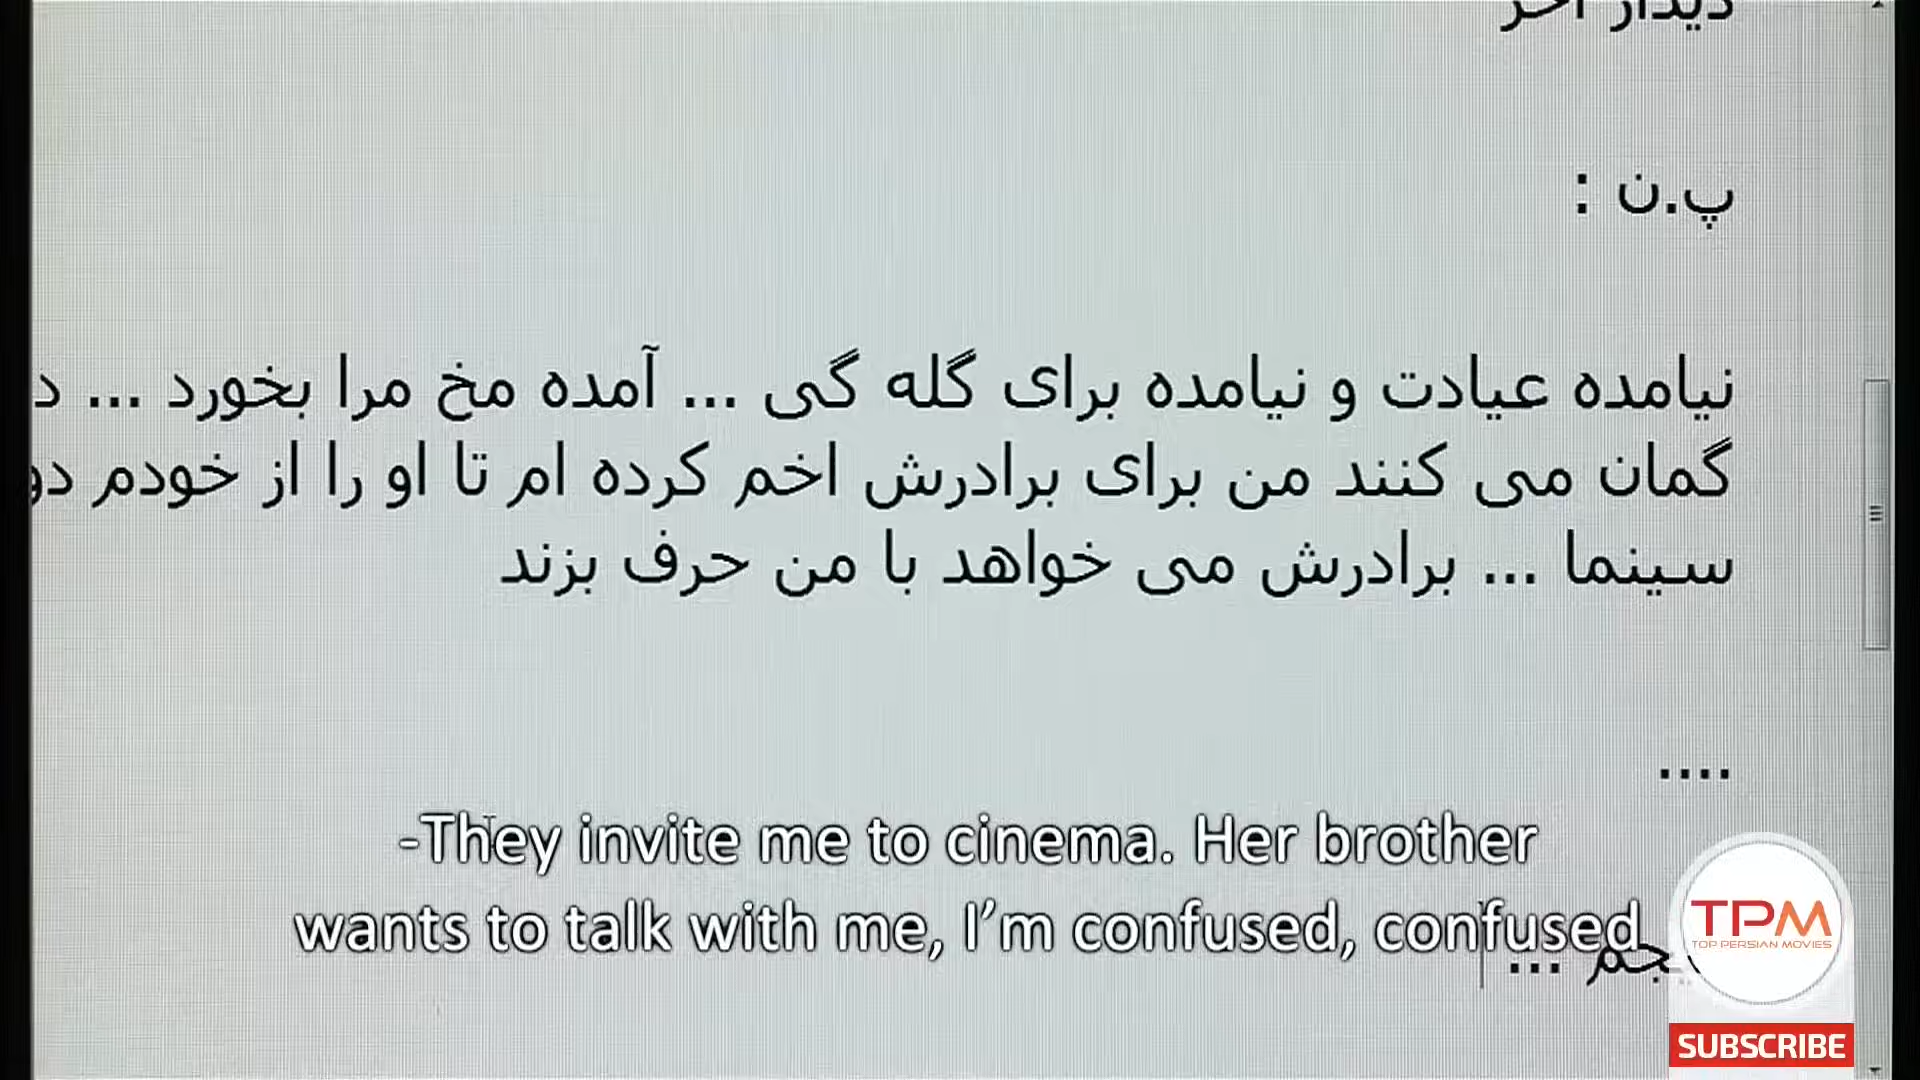 دیدار آخر
پ.ن :
نیامده عیادت و نیامده برای گله گی ... آمده مخ مرا بخورد ...
گمان می کنند من برای برادرش اخم کرده ام تا او را از خودم
سینما ... برادرش می خواهد با من حرف بزند
....
-They invite me to cinema. Her brother
wants to talk with me, I’m confused, confused
...
TPM
TOP PERSIAN MOVIES
SUBSCRIBE